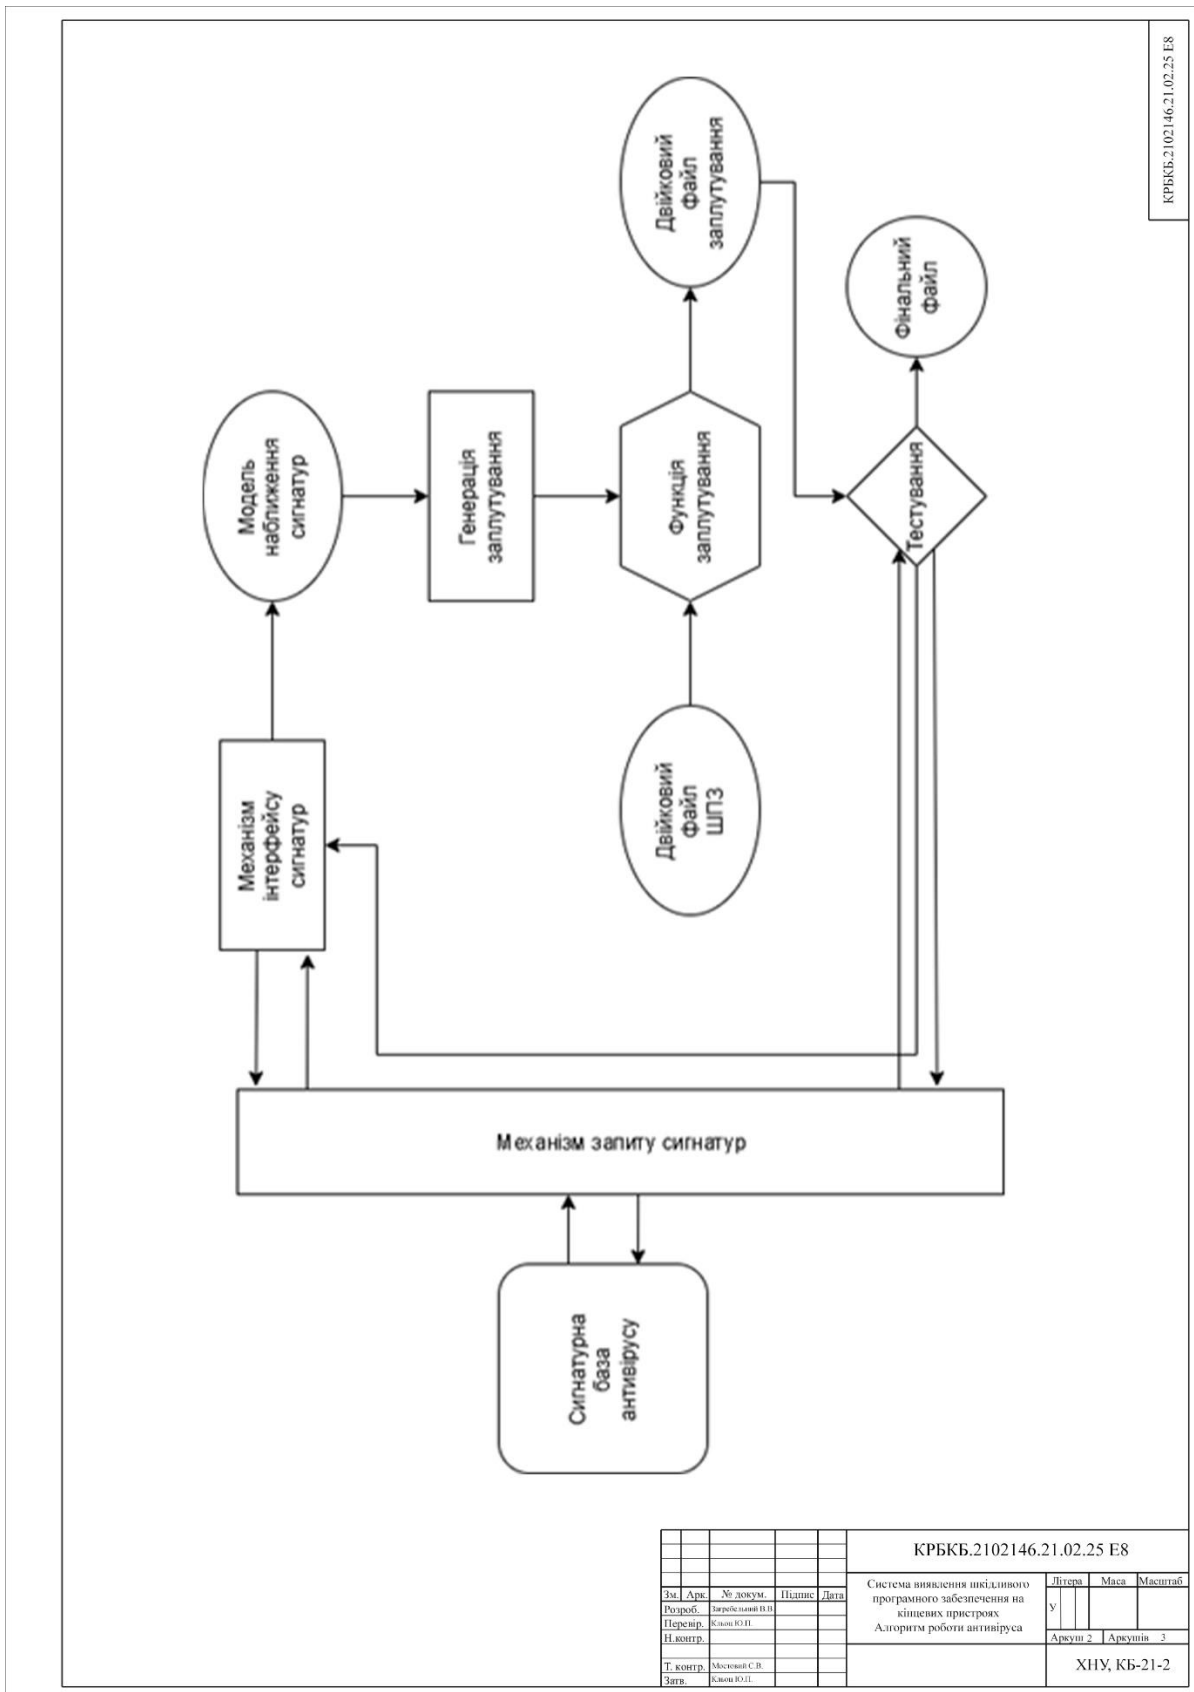 КРБКБ.2102146.21.02.25 Е8
Двійковий
файл
заплутування
Фінальний
файл
Модель
наближення
сигнатур
Генерація
заплутування
Функція
заплутування
Тестування
Механізм
інтерфейсу
сигнатур
Двійковий
файл
ШПЗ
Механізм запиту сигнатур
Сигнатурна
база
антивірусу
КРБКБ.2102146.21.02.25 Е8
Зм. Арк. № докум. Підпис Дата
Розроб. Загребельний В.В.
Перевір. Кльоц Ю.П.
Н.контр.
Т. контр. Мостовий С.В.
Затв. Кльоц Ю.П.
Система виявлення шкідливого
програмного забезпечення на
кінцевих пристроях
Алгоритм роботи антивіруса
Літера Маса Масштаб
У
Аркуш 2 Аркушів 3
ХНУ, КБ-21-2